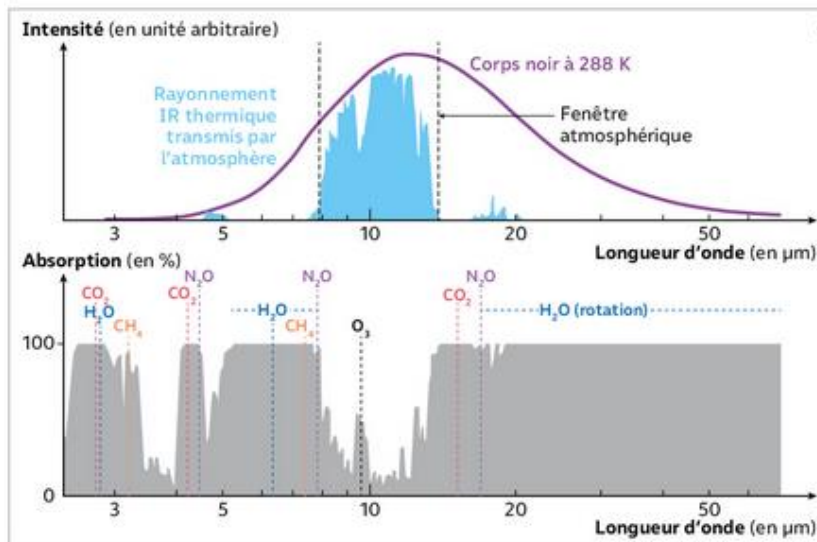 Intensité (en unité arbitraire)
Corps noir à 288 K
Rayonnement
IR thermique
transmis par
l'atmosphère
Fenêtre
atmosphérique
3 5 10 20 50
Longueur d'onde (en µm)
Absorption (en %)
N₂O N₂O N₂O
CO₂ CO₂ CO₂
H₂O H₂O H₂O (rotation)
CH₄ CH₄ O₃
100
0
3 5 10 20 50
Longueur d'onde (en µm)